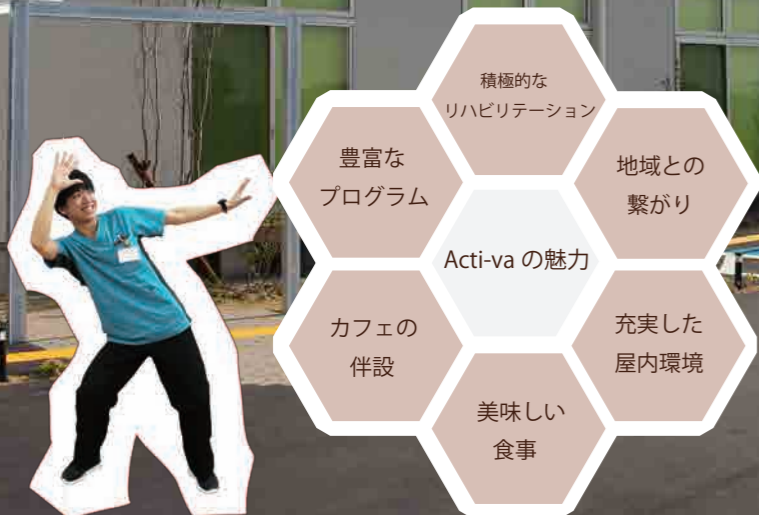 積極的な
リハビリテーション
豊富な
プログラム
地域との
繋がり
Acti-va の魅力
カフェの
伴設
充実した
屋内環境
美味しい
食事